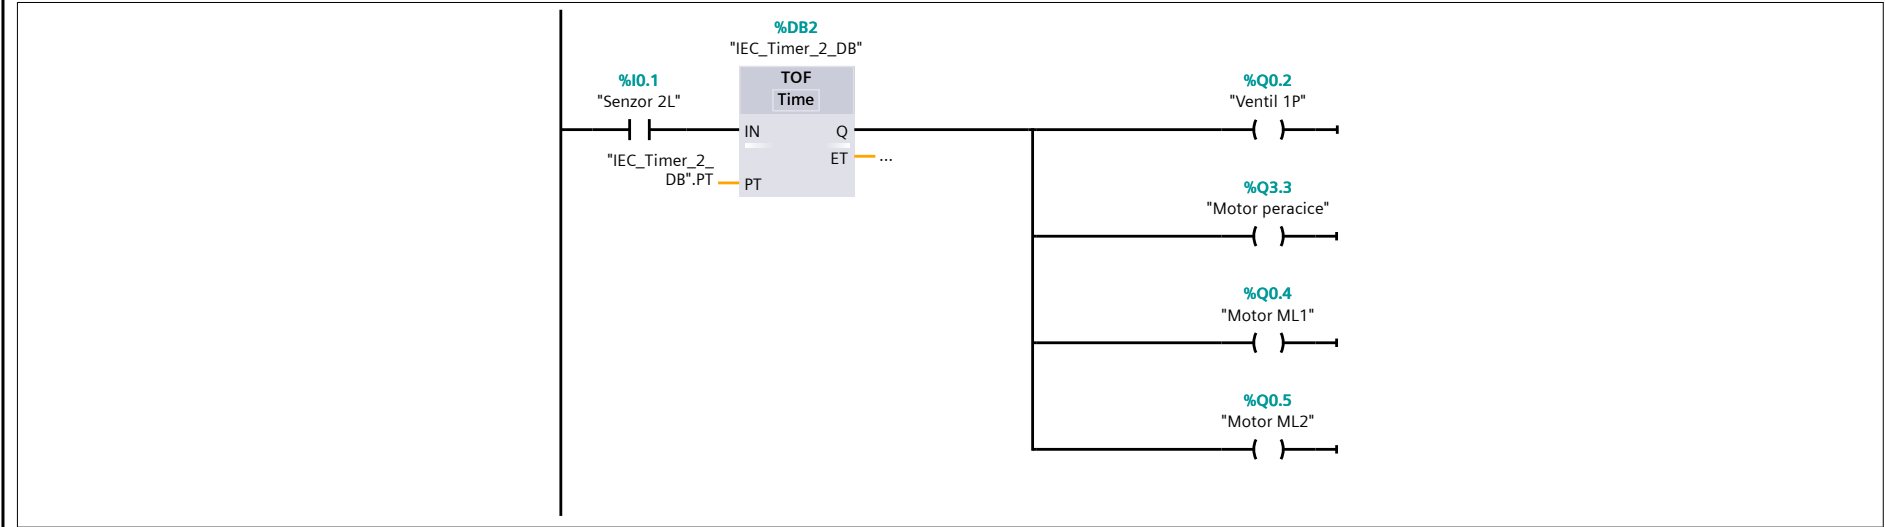 %DB2
"IEC_Timer_2_DB"
%I0.1
"Senzor 2L"
TOF
Time
IN
Q
"IEC_Timer_2_
DB".PT
ET
...
PT
%Q0.2
"Ventil 1P"
%Q3.3
"Motor peracice"
%Q0.4
"Motor ML1"
%Q0.5
"Motor ML2"